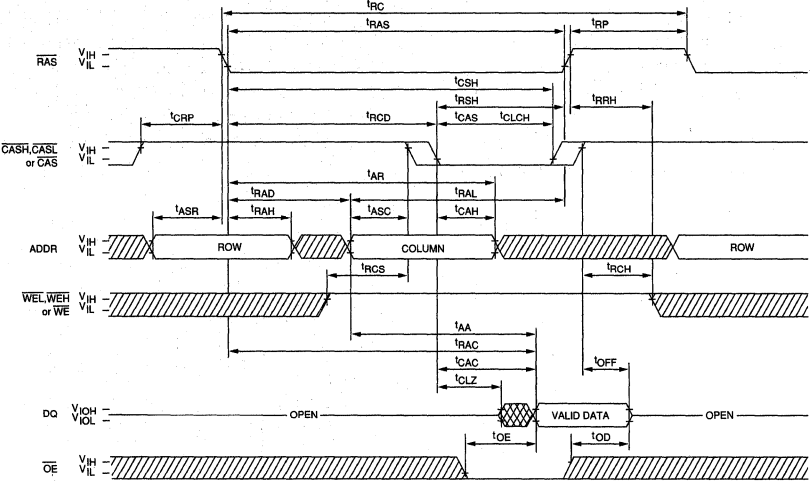 tRC
tRAS tRP
RAS VIH VIL
tCSH
tRSH tRRH
tCRP tRCD tCAS tCLCH
CASH,CASL or CAS VIH VIL
tAR
tRAD tRAL
tASR tRAH tASC tCAH
ADDR VIH VIL ROW COLUMN ROW
tRCS tRCH
WEL,WEH or WE VIH VIL
tAA
tRAC
tCAC tOFF
tCLZ
DQ VIOH VIOL OPEN VALID DATA OPEN
tOE tOD
OE VIH VIL